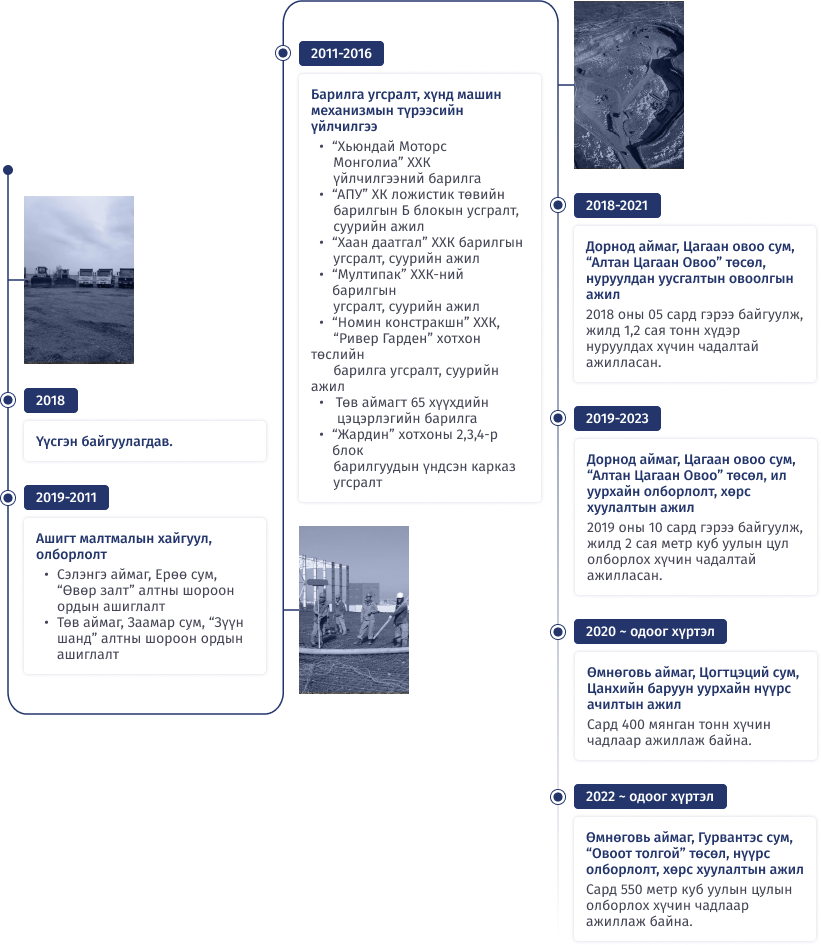 2018
Үүсгэн байгуулагдав.
2019-2011
Ашигт малтмалын хайгуул,
олборлолт
• Сэлэнгэ аймаг, Ерөө сум,
“Өвөр залт” алтны шороон
ордын ашиглалт
• Төв аймаг, Заамар сум, “Зүүн
шанд” алтны шороон ордын
ашиглалт
2011-2016
Барилга угсралт, хүнд машин
механизмын түрээсийн
үйлчилгээ
• “Хьюндай Моторс
Монголиа” ХХК
үйлчилгээний барилга
• “АПУ” ХК ложистик төвийн
барилгын Б блокын усгралт,
суурийн ажил
• “Хаан даатгал” ХХК барилгын
угсралт, суурийн ажил
• “Мултипак” ХХК-ний
барилгын
угсралт, суурийн ажил
• “Номин констракшн” ХХК,
“Ривер Гарден” хотхон
төслийн
барилга угсралт, суурийн
ажил
• Төв аймагт 65 хүүхдийн
цэцэрлэгийн барилга
• “Жардин” хотхоны 2,3,4-р
блок
барилгуудын үндсэн карказ
угсралт
2018-2021
Дорнод аймаг, Цагаан овоо сум,
“Алтан Цагаан Овоо” төсөл,
нуруулдан уусгалтын овоолгын
ажил
2018 оны 05 сард гэрээ байгуулж,
жилд 1,2 сая тонн хүдэр
нуруулдах хүчин чадалтай
ажилласан.
2019-2023
Дорнод аймаг, Цагаан овоо сум,
“Алтан Цагаан Овоо” төсөл, ил
уурхайн олборлолт, хөрс
хуулалтын ажил
2019 оны 10 сард гэрээ байгуулж,
жилд 2 сая метр куб уулын цул
олборлох хүчин чадалтай
ажилласан.
2020 ~ одоог хүртэл
Өмнөговь аймаг, Цогтцэций сум,
Цанхийн баруун уурхайн нүүрс
ачилтын ажил
Сард 400 мянган тонн хүчин
чадлаар ажиллаж байна.
2022 ~ одоог хүртэл
Өмнөговь аймаг, Гурвантэс сум,
“Овоот толгой” төсөл, нүүрс
олборлолт, хөрс хуулалтын ажил
Сард 550 метр куб уулын цулын
олборлох хүчин чадлаар
ажиллаж байна.